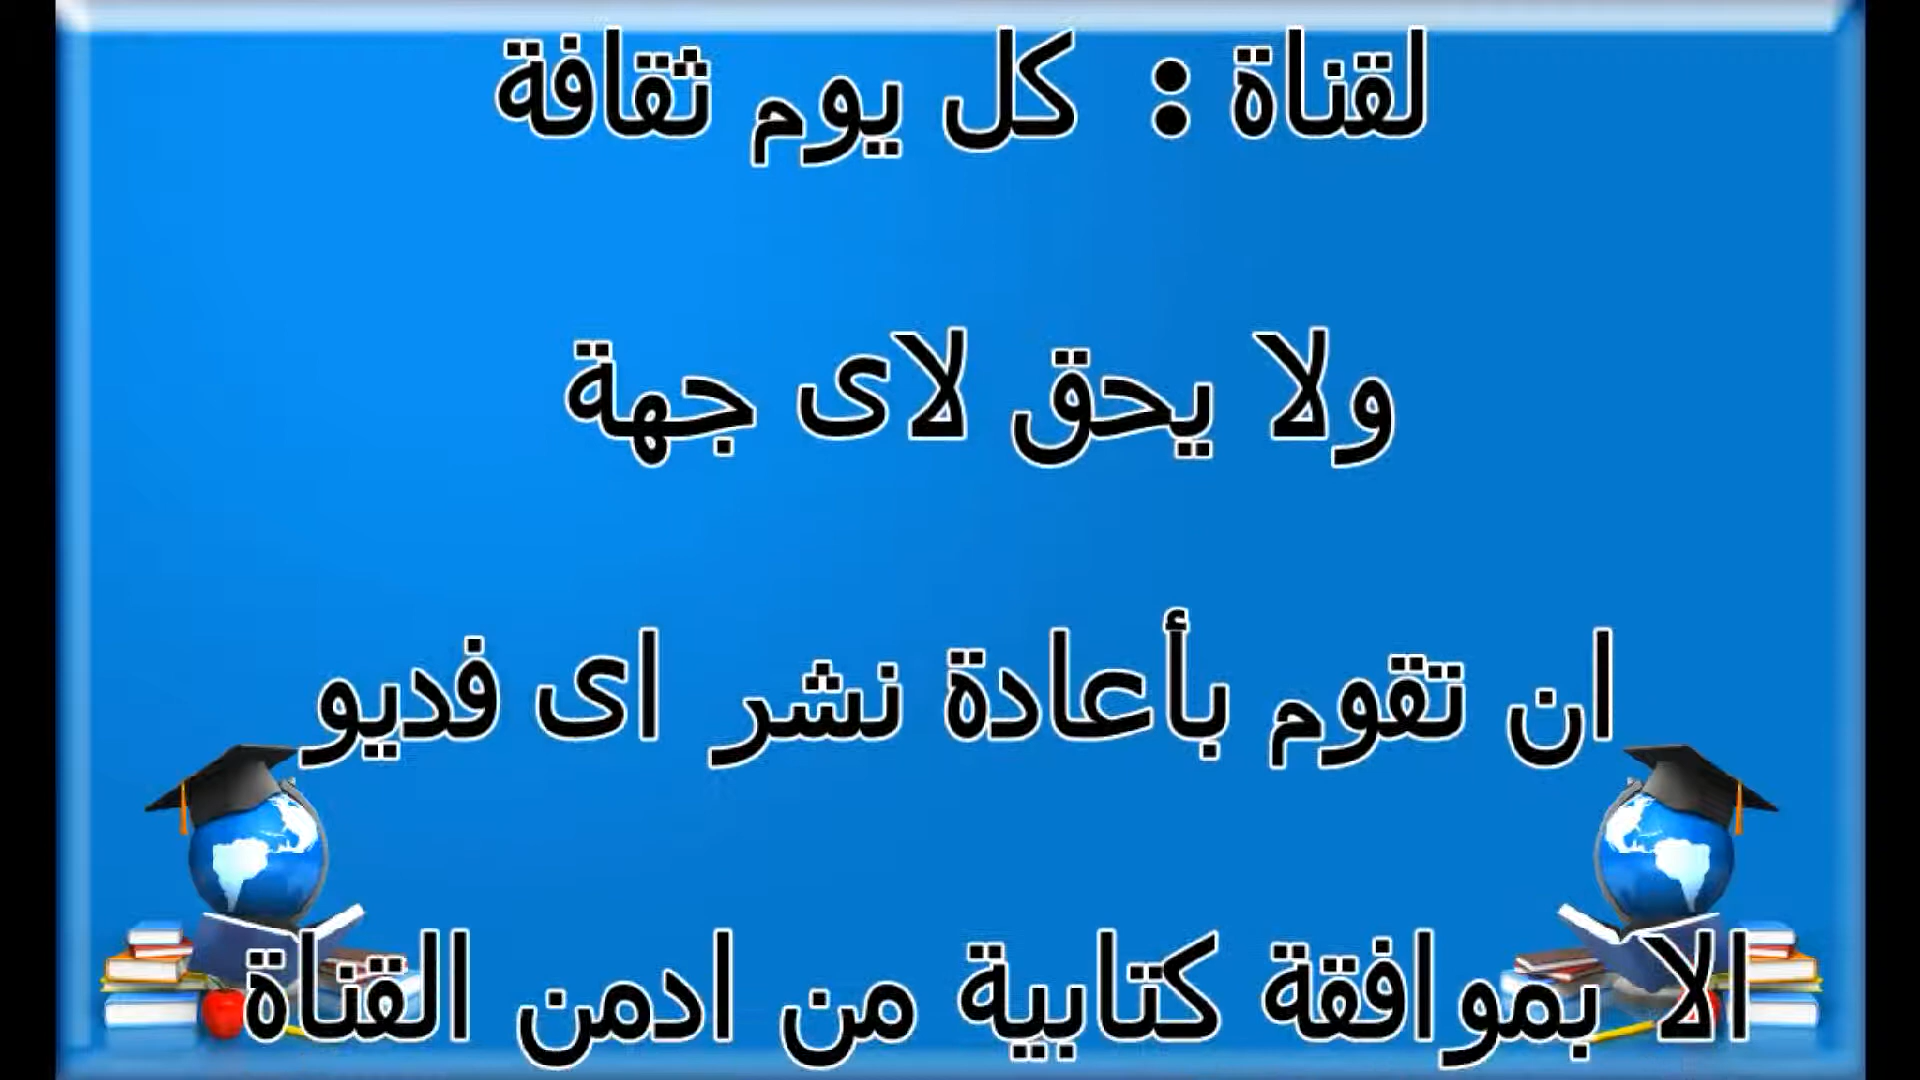 لقناة : كل يوم ثقافة
ولا يحق لاى جهة
ان تقوم بأعادة نشر اى فديو
الا بموافقة كتابية من ادمن القناة